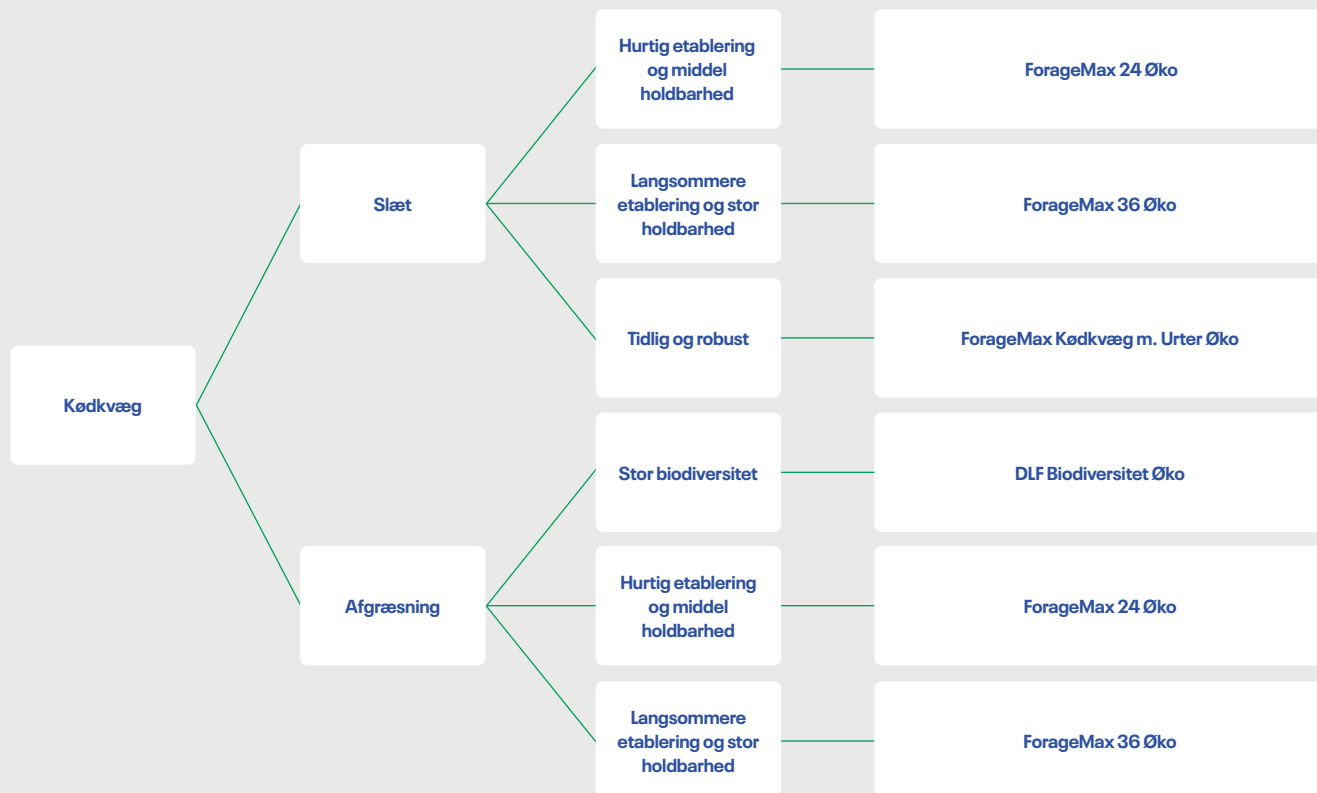 Kødkvæg
Slæt
Hurtig etablering
og middel
holdbarhed
ForageMax 24 Øko
Langsommere
etablering og stor
holdbarhed
ForageMax 36 Øko
Tidlig og robust
ForageMax Kødkvæg m. Urter Øko
Afgræsning
Stor biodiversitet
DLF Biodiversitet Øko
Hurtig etablering
og middel
holdbarhed
ForageMax 24 Øko
Langsommere
etablering og stor
holdbarhed
ForageMax 36 Øko